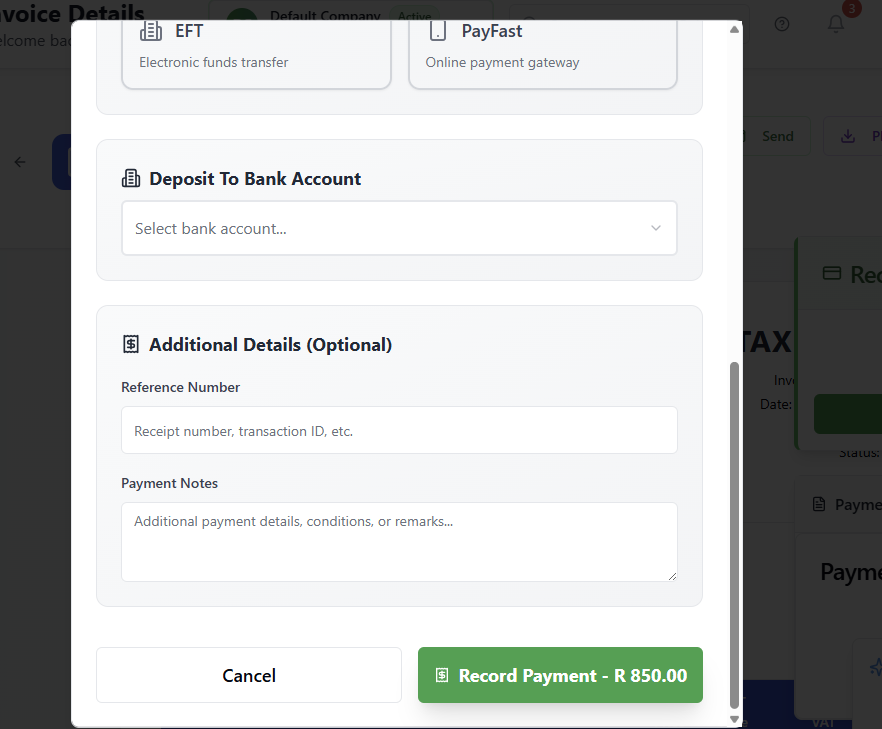 voice Details
elcome bac
Default Company
Active
3
EFT
Electronic funds transfer
PayFast
Online payment gateway
Send
Deposit To Bank Account
Select bank account...
Rec
Additional Details (Optional)
TAX
Reference Number
Inv
Date:
Receipt number, transaction ID, etc.
Status:
Payment Notes
Payme
Additional payment details, conditions, or remarks...
Payme
Cancel
Record Payment - R 850.00
VAT